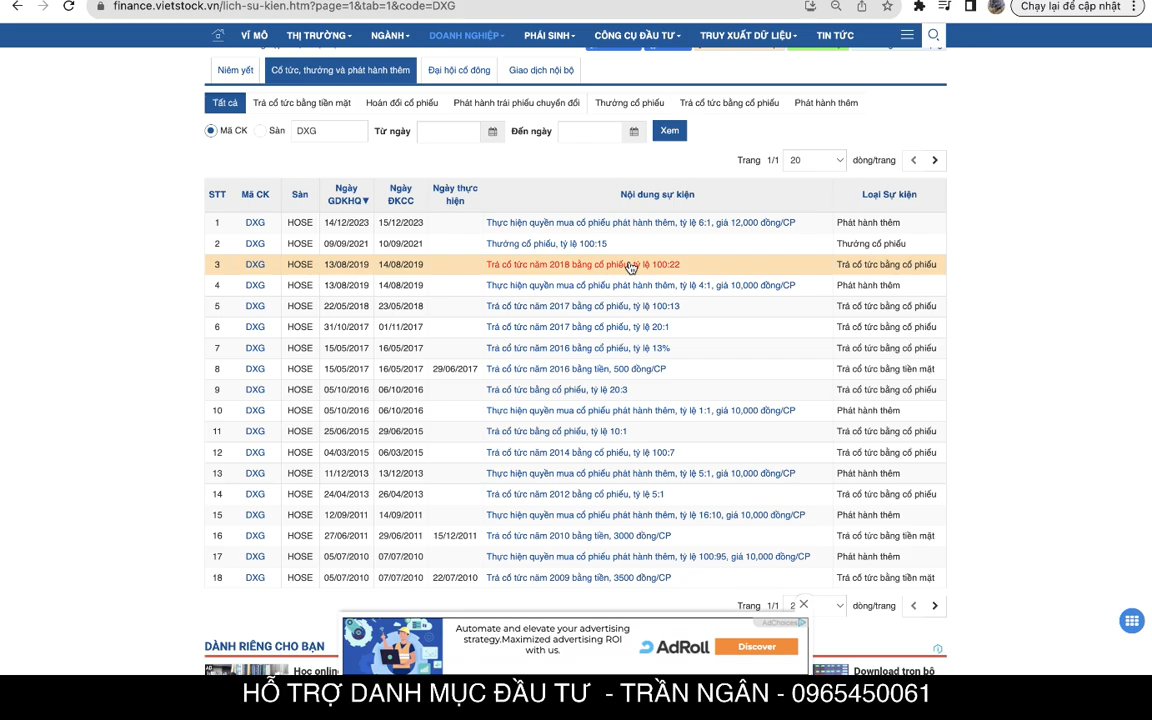 finance.vietstock.vn/lich-su-kien.htm?page=1&tab=1&code=DXG
Chạy lại để cập nhật
VĨ MÔ THỊ TRƯỜNG NGÀNH DOANH NGHIỆP PHÁI SINH CÔNG CỤ ĐẦU TƯ TRUY XUẤT DỮ LIỆU TIN TỨC
Niêm yết Cổ tức, thưởng và phát hành thêm Đại hội cổ đông Giao dịch nội bộ
Tất cả Trả cổ tức bằng tiền mặt Hoán đổi cổ phiếu Phát hành trái phiếu chuyển đổi Thưởng cổ phiếu Trả cổ tức bằng cổ phiếu Phát hành thêm
Mã CK Sàn DXG Từ ngày Đến ngày Xem
Trang 1/1 20 dòng/trang
STT Mã CK Sàn Ngày GDKHQ▼ Ngày ĐKCC Ngày thực hiện Nội dung sự kiện Loại Sự kiện
1 DXG HOSE 14/12/2023 15/12/2023 Thực hiện quyền mua cổ phiếu phát hành thêm, tỷ lệ 6:1, giá 12,000 đồng/CP Phát hành thêm
2 DXG HOSE 09/09/2021 10/09/2021 Thưởng cổ phiếu, tỷ lệ 100:15 Thưởng cổ phiếu
3 DXG HOSE 13/08/2019 14/08/2019 Trả cổ tức năm 2018 bằng cổ phiếu, tỷ lệ 100:22 Trả cổ tức bằng cổ phiếu
4 DXG HOSE 13/08/2019 14/08/2019 Thực hiện quyền mua cổ phiếu phát hành thêm, tỷ lệ 4:1, giá 10,000 đồng/CP Phát hành thêm
5 DXG HOSE 22/05/2018 23/05/2018 Trả cổ tức năm 2017 bằng cổ phiếu, tỷ lệ 100:13 Trả cổ tức bằng cổ phiếu
6 DXG HOSE 31/10/2017 01/11/2017 Trả cổ tức năm 2017 bằng cổ phiếu, tỷ lệ 20:1 Trả cổ tức bằng cổ phiếu
7 DXG HOSE 15/05/2017 16/05/2017 Trả cổ tức năm 2016 bằng cổ phiếu, tỷ lệ 13% Trả cổ tức bằng cổ phiếu
8 DXG HOSE 15/05/2017 16/05/2017 29/06/2017 Trả cổ tức năm 2016 bằng tiền, 500 đồng/CP Trả cổ tức bằng tiền mặt
9 DXG HOSE 05/10/2016 06/10/2016 Trả cổ tức bằng cổ phiếu, tỷ lệ 20:3 Trả cổ tức bằng cổ phiếu
10 DXG HOSE 05/10/2016 06/10/2016 Thực hiện quyền mua cổ phiếu phát hành thêm, tỷ lệ 1:1, giá 10,000 đồng/CP Phát hành thêm
11 DXG HOSE 25/06/2015 29/06/2015 Trả cổ tức bằng cổ phiếu, tỷ lệ 10:1 Trả cổ tức bằng cổ phiếu
12 DXG HOSE 04/03/2015 06/03/2015 Trả cổ tức năm 2014 bằng cổ phiếu, tỷ lệ 100:7 Trả cổ tức bằng cổ phiếu
13 DXG HOSE 11/12/2013 13/12/2013 Thực hiện quyền mua cổ phiếu phát hành thêm, tỷ lệ 5:1, giá 10,000 đồng/CP Phát hành thêm
14 DXG HOSE 24/04/2013 26/04/2013 Trả cổ tức năm 2012 bằng cổ phiếu, tỷ lệ 5:1 Trả cổ tức bằng cổ phiếu
15 DXG HOSE 12/09/2011 14/09/2011 Thực hiện quyền mua cổ phiếu phát hành thêm, tỷ lệ 16:10, giá 10,000 đồng/CP Phát hành thêm
16 DXG HOSE 27/06/2011 29/06/2011 15/12/2011 Trả cổ tức năm 2010 bằng tiền, 3000 đồng/CP Trả cổ tức bằng tiền mặt
17 DXG HOSE 05/07/2010 07/07/2010 Thực hiện quyền mua cổ phiếu phát hành thêm, tỷ lệ 100:95, giá 10,000 đồng/CP Phát hành thêm
18 DXG HOSE 05/07/2010 07/07/2010 22/07/2010 Trả cổ tức năm 2009 bằng tiền, 3500 đồng/CP Trả cổ tức bằng tiền mặt
Trang 1/1 2 dòng/trang
AdChoices
Automate and elevate your advertising
strategy.Maximized advertising ROI
with us.
AdRoll
Discover
DÀNH RIÊNG CHO BẠN
Học onlin
Download trọn bộ
HỖ TRỢ DANH MỤC ĐẦU TƯ - TRẦN NGÂN - 0965450061